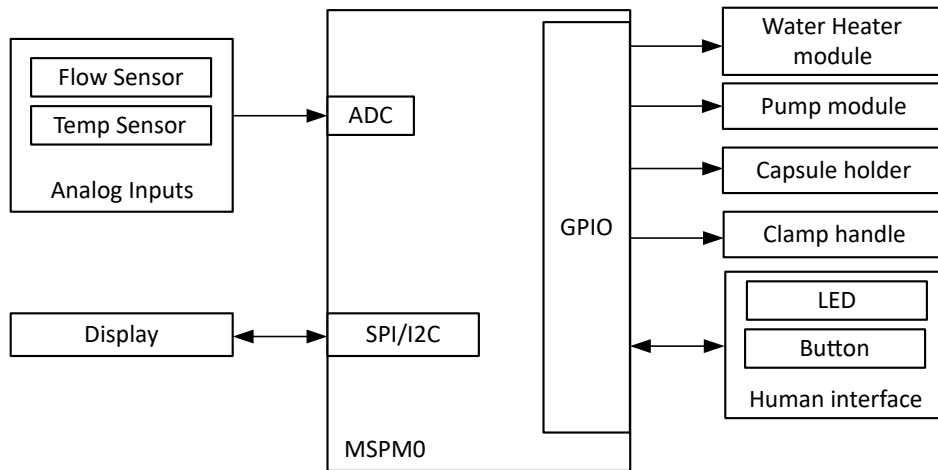 Flow Sensor
Temp Sensor
Analog Inputs
Display
ADC
SPI/I2C
MSPM0
GPIO
Water Heater
module
Pump module
Capsule holder
Clamp handle
LED
Button
Human interface